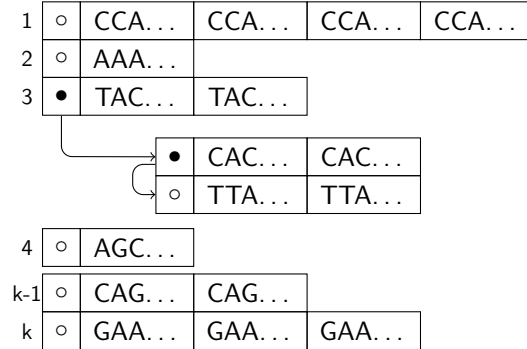 1 ○ CCA... CCA... CCA... CCA...
2 ○ AAA...
3 ● TAC... TAC...
● CAC... CAC...
○ TTA... TTA...
4 ○ AGC...
k-1 ○ CAG... CAG...
k ○ GAA... GAA... GAA...